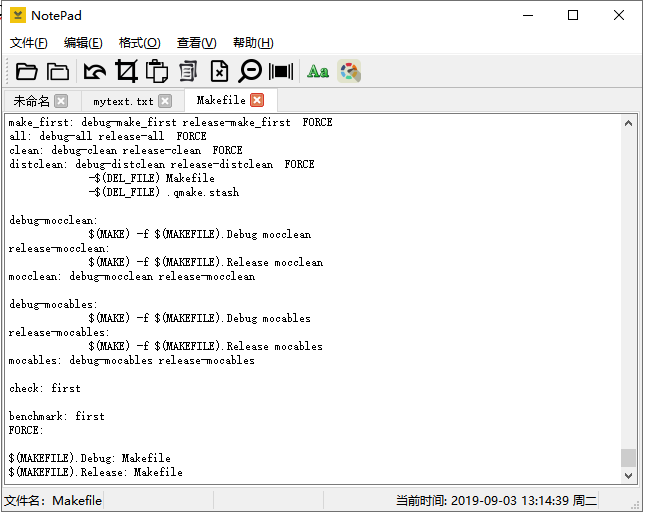 NotePad
文件(F) 编辑(E) 格式(O) 查看(V) 帮助(H)
Aa
未命名 mytext.txt Makefile
make_first: debug-make_first release-make_first  FORCE
all: debug-all release-all  FORCE
clean: debug-clean release-clean  FORCE
distclean: debug-distclean release-distclean  FORCE
-$(DEL_FILE) Makefile
-$(DEL_FILE) .qmake.stash
debug-mocclean:
$(MAKE) -f $(MAKEFILE).Debug mocclean
release-mocclean:
$(MAKE) -f $(MAKEFILE).Release mocclean
mocclean: debug-mocclean release-mocclean
debug-mocables:
$(MAKE) -f $(MAKEFILE).Debug mocables
release-mocables:
$(MAKE) -f $(MAKEFILE).Release mocables
mocables: debug-mocables release-mocables
check: first
benchmark: first
FORCE:
$(MAKEFILE).Debug: Makefile
$(MAKEFILE).Release: Makefile
文件名: Makefile 当前时间: 2019-09-03 13:14:39 周二